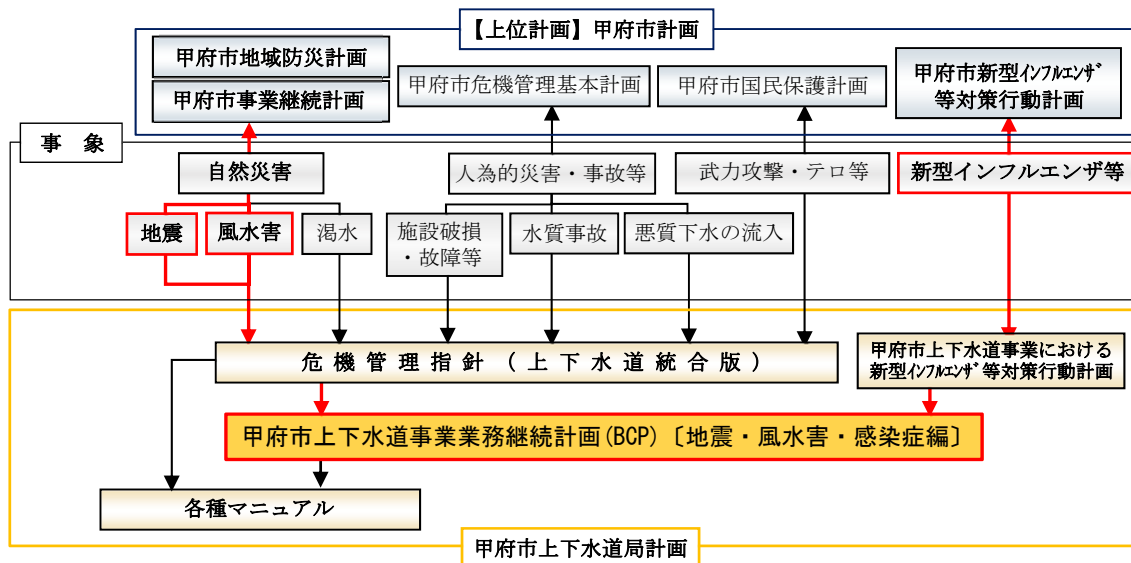 【上位計画】甲府市計画
甲府市地域防災計画
甲府市事業継続計画
甲府市危機管理基本計画
甲府市国民保護計画
甲府市新型ｲﾝﾌﾙｴﾝｻﾞ
等対策行動計画
事　象
自然災害
人為的災害・事故等
武力攻撃・テロ等
新型インフルエンザ等
地震
風水害
渇水
施設破損
・故障等
水質事故
悪質下水の流入
危機管理指針（上下水道統合版）
甲府市上下水道事業における
新型ｲﾝﾌﾙｴﾝｻﾞ等対策行動計画
甲府市上下水道事業業務継続計画(BCP)〔地震・風水害・感染症編〕
各種マニュアル
甲府市上下水道局計画